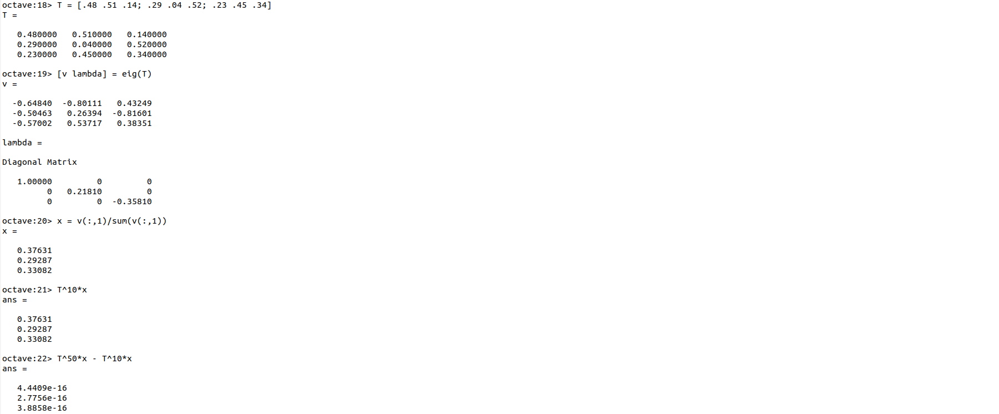 octave:18> T = [.48 .51 .14; .29 .04 .52; .23 .45 .34]
T =
0.480000 0.510000 0.140000
0.290000 0.040000 0.520000
0.230000 0.450000 0.340000
octave:19> [v lambda] = eig(T)
v =
-0.64840 -0.80111 0.43249
-0.50463 0.26394 -0.81601
-0.57002 0.53717 0.38351
lambda =
Diagonal Matrix
1.00000 0 0
0 0.21810 0
0 0 -0.35810
octave:20> x = v(:,1)/sum(v(:,1))
x =
0.37631
0.29287
0.33082
octave:21> T^10*x
ans =
0.37631
0.29287
0.33082
octave:22> T^50*x - T^10*x
ans =
4.4409e-16
2.7756e-16
3.8858e-16